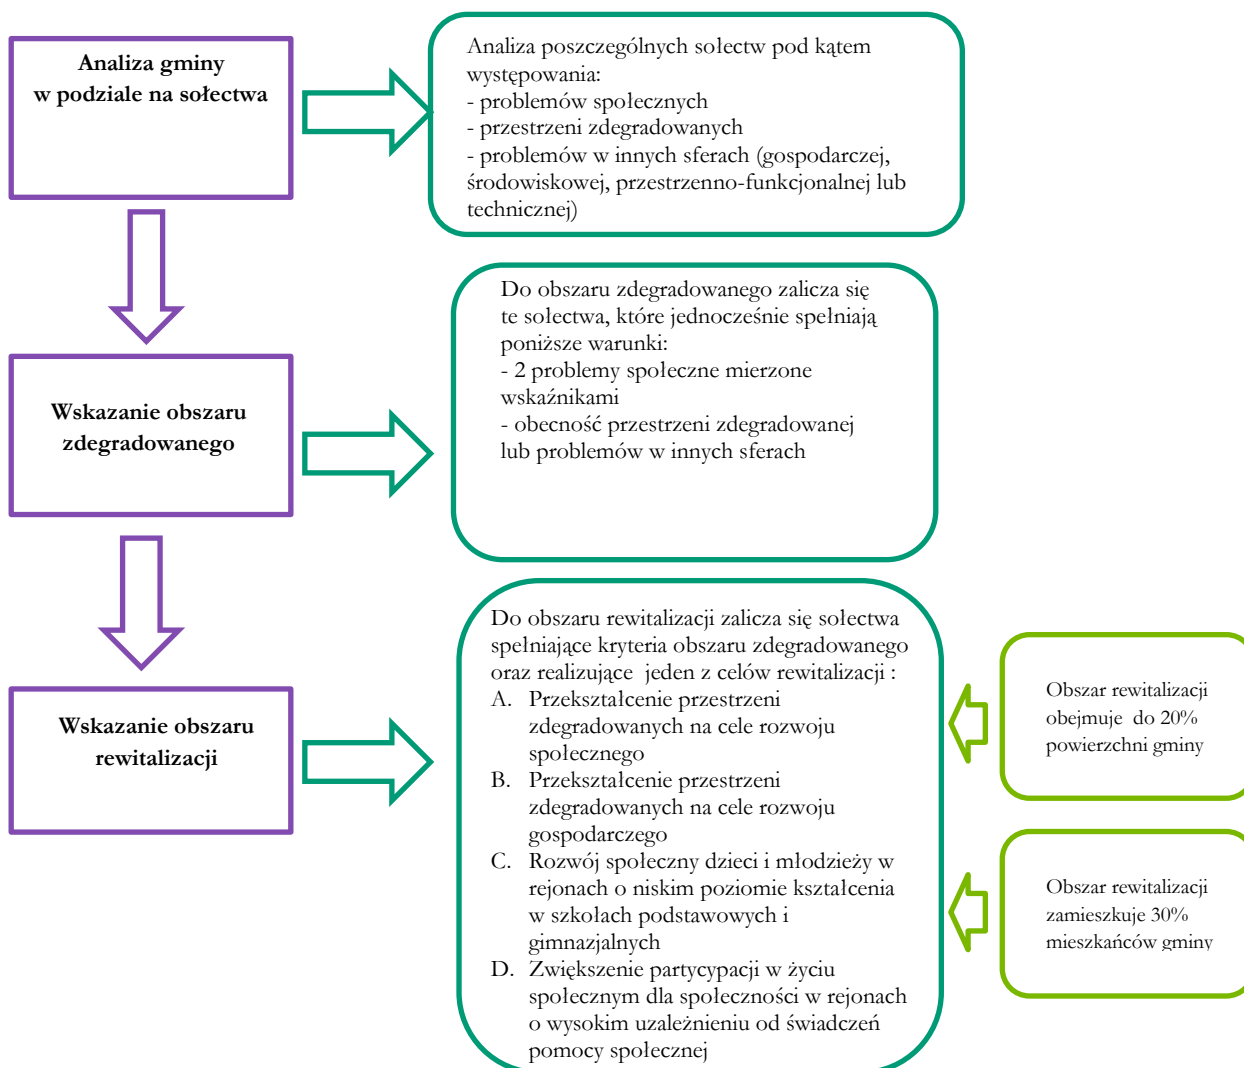 Analiza gminy
w podziale na sołectwa
Analiza poszczególnych sołectw pod kątem
występowania:
- problemów społecznych
- przestrzeni zdegradowanych
- problemów w innych sferach (gospodarczej,
środowiskowej, przestrzenno-funkcjonalnej lub
technicznej)
Wskazanie obszaru
zdegradowanego
Do obszaru zdegradowanego zalicza się
te sołectwa, które jednocześnie spełniają
poniższe warunki:
- 2 problemy społeczne mierzone
wskaźnikami
- obecność przestrzeni zdegradowanej
lub problemów w innych sferach
Wskazanie obszaru
rewitalizacji
Do obszaru rewitalizacji zalicza się sołectwa
spełniające kryteria obszaru zdegradowanego
oraz realizujące jeden z celów rewitalizacji :
A. Przekształcenie przestrzeni
zdegradowanych na cele rozwoju
społecznego
B. Przekształcenie przestrzeni
zdegradowanych na cele rozwoju
gospodarczego
C. Rozwój społeczny dzieci i młodzieży w
rejonach o niskim poziomie kształcenia
w szkołach podstawowych i
gimnazjalnych
D. Zwiększenie partycypacji w życiu
społecznym dla społeczności w rejonach
o wysokim uzależnieniu od świadczeń
pomocy społecznej
Obszar rewitalizacji
obejmuje do 20%
powierzchni gminy
Obszar rewitalizacji
zamieszkuje 30%
mieszkańców gminy